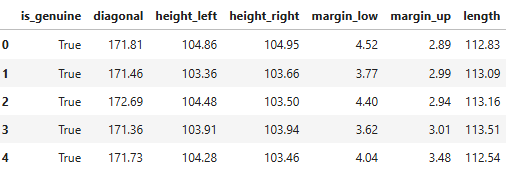 is_genuine diagonal height_left height_right margin_low margin_up length
0 True 171.81 104.86 104.95 4.52 2.89 112.83
1 True 171.46 103.36 103.66 3.77 2.99 113.09
2 True 172.69 104.48 103.50 4.40 2.94 113.16
3 True 171.36 103.91 103.94 3.62 3.01 113.51
4 True 171.73 104.28 103.46 4.04 3.48 112.54